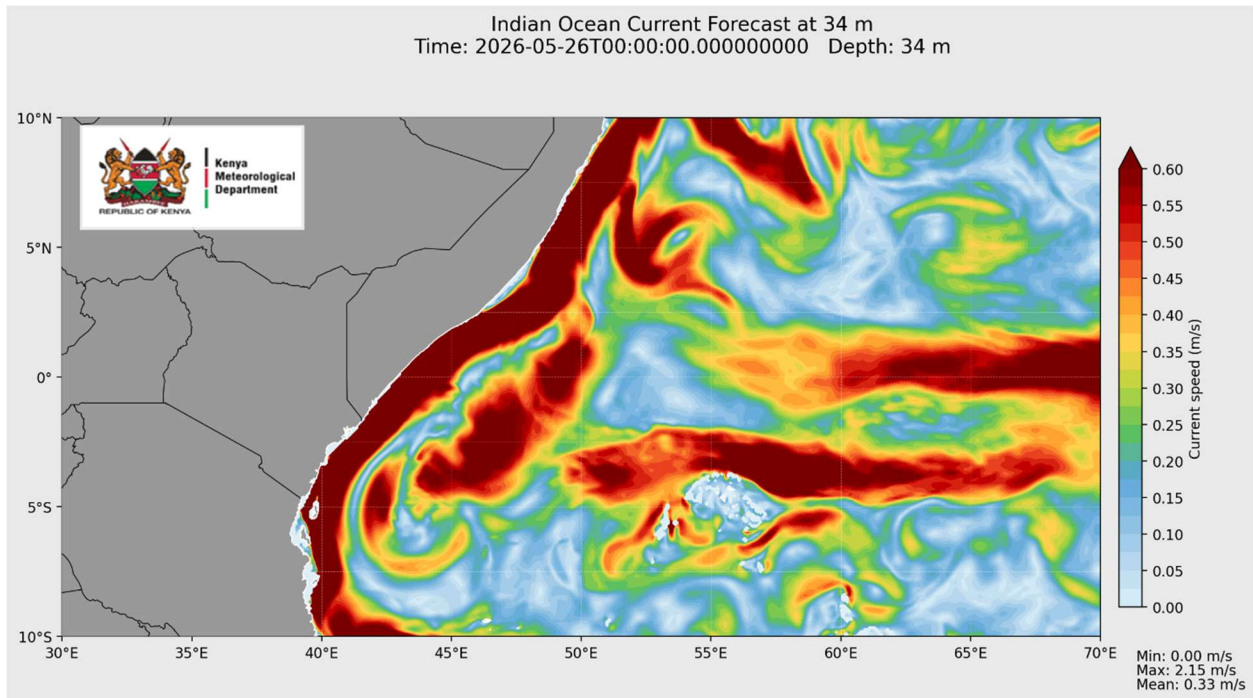 Indian Ocean Current Forecast at 34 m
Time: 2026-05-26T00:00:00.000000000   Depth: 34 m
Kenya
Meteorological
Department
REPUBLIC OF KENYA
10°N
5°N
0°
5°S
10°S
30°E
35°E
40°E
45°E
50°E
55°E
60°E
65°E
70°E
0.60
0.55
0.50
0.45
0.40
0.35
0.30
0.25
0.20
0.15
0.10
0.05
0.00
Current speed (m/s)
Min: 0.00 m/s
Max: 2.15 m/s
Mean: 0.33 m/s